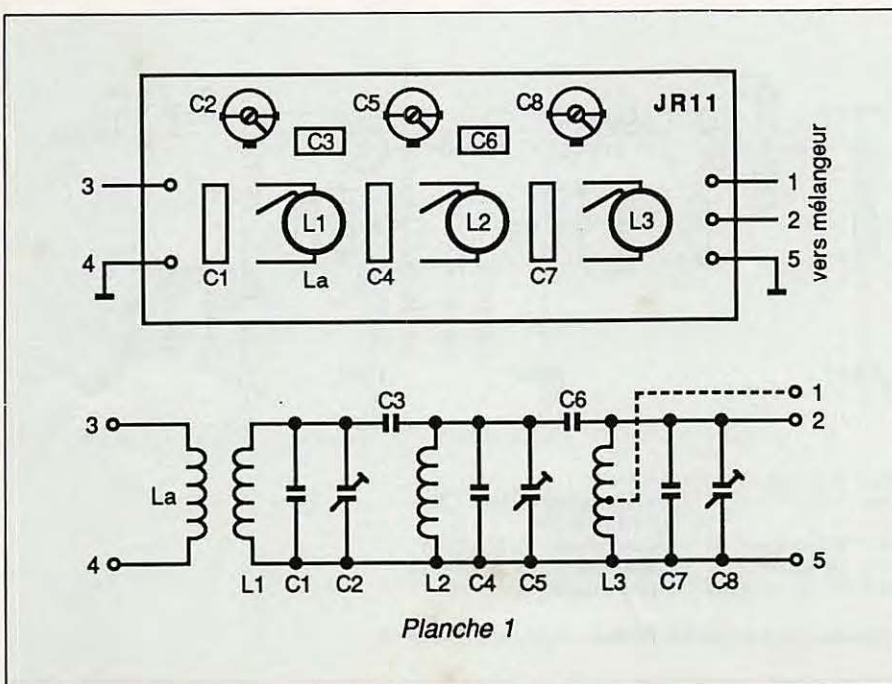 C2 C5 C8 JR11
C3 C6
3 1
L1 L2 L3 2
4 5
C1 La C4 C7
vers mélangeur
C3 C6 1
3 2
La
4 5
L1 C1 C2 L2 C4 C5 L3 C7 C8
Planche 1